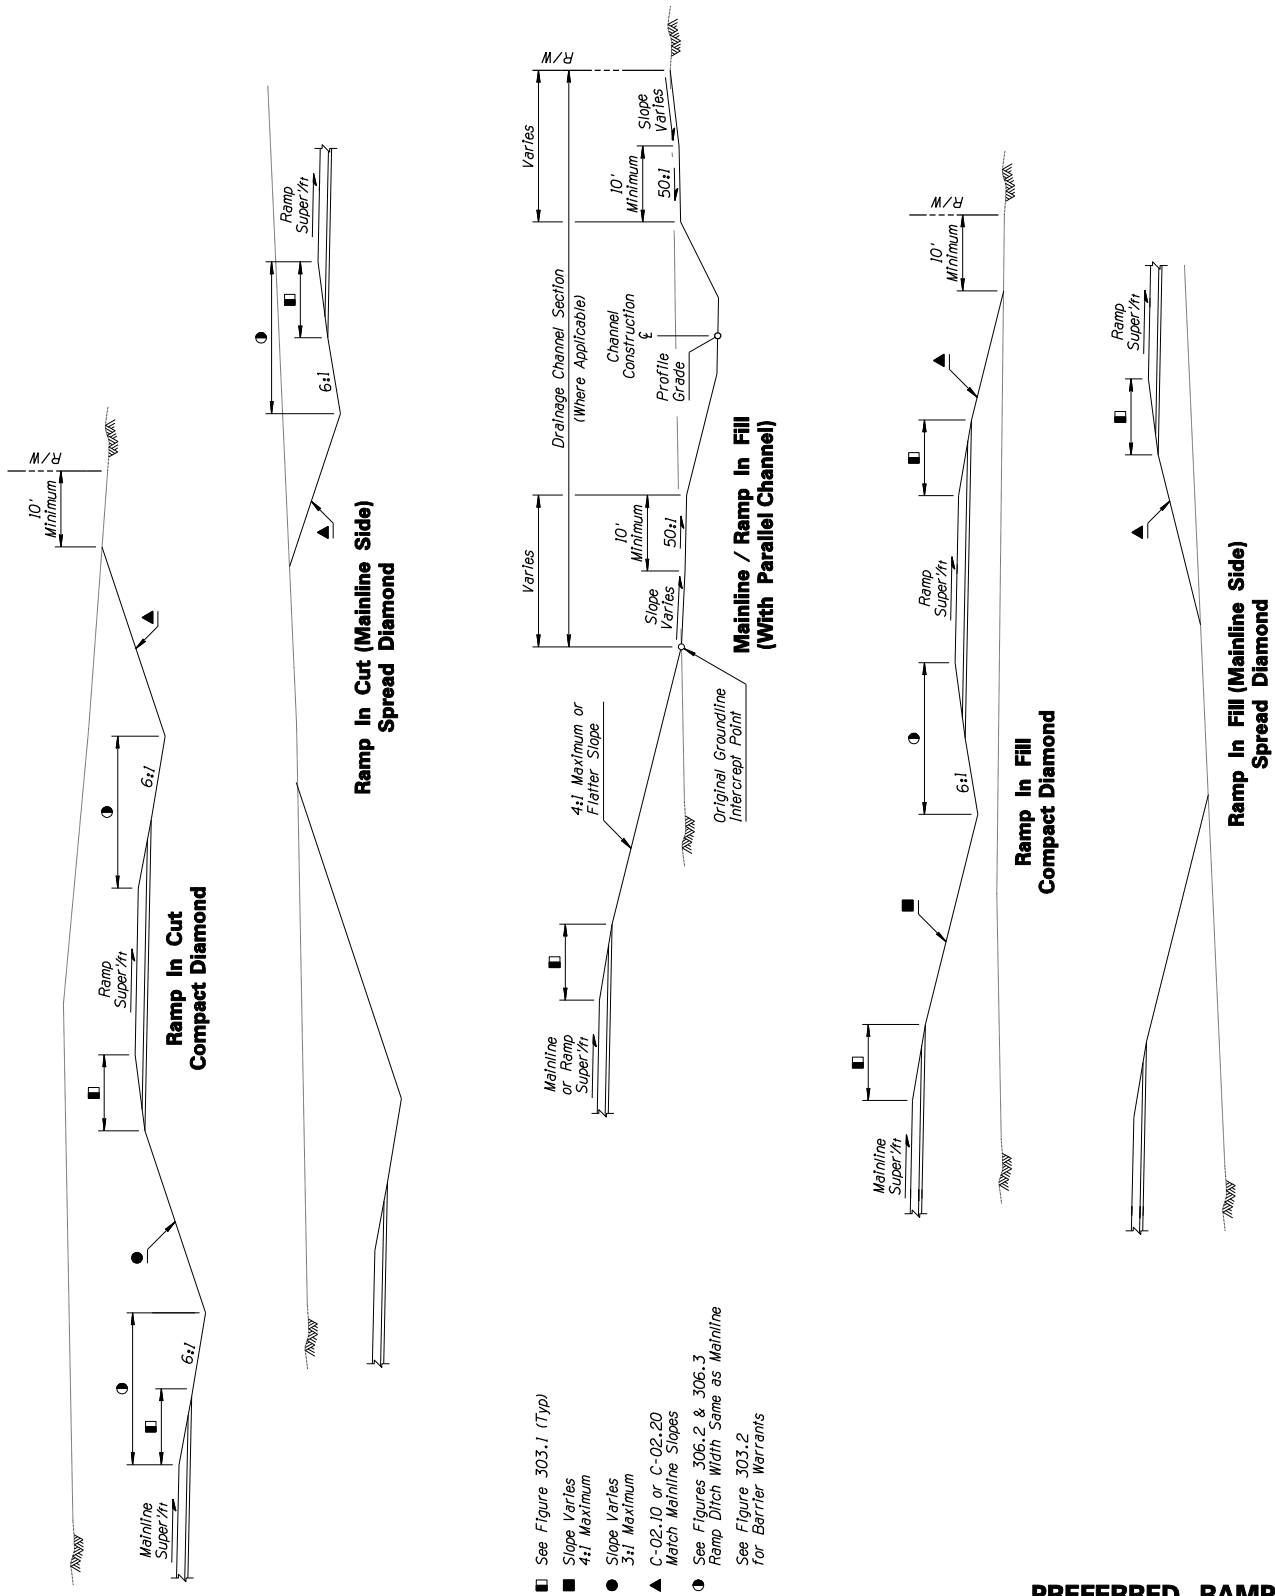 R/W
10'
Minimum
6:1
Ramp
Super'/ft
6:1
Mainline
Super'/ft
Ramp In Cut
Compact Diamond
Ramp
Super'/ft
6:1
Ramp In Cut (Mainline Side)
Spread Diamond
R/W
Varies
Drainage Channel Section
(Where Applicable)
Slope
Varies
10'
Minimum
50:1
Channel
Construction
℄
Profile
Grade
Varies
10'
Minimum
50:1
Slope
Varies
4:1 Maximum or
Flatter Slope
Original Groundline
Intercept Point
Mainline
or Ramp
Super'/ft
Mainline / Ramp In Fill
(With Parallel Channel)
R/W
10'
Minimum
Ramp
Super'/ft
6:1
Mainline
Super'/ft
Ramp In Fill
Compact Diamond
Ramp
Super'/ft
Ramp In Fill (Mainline Side)
Spread Diamond
See Figure 303.1 (Typ)
Slope Varies
4:1 Maximum
Slope Varies
3:1 Maximum
C-02.10 or C-02.20
Match Mainline Slopes
See Figures 306.2 & 306.3
Ramp Ditch Width Same as Mainline
See Figure 303.2
for Barrier Warrants
PREFERRED RAMP